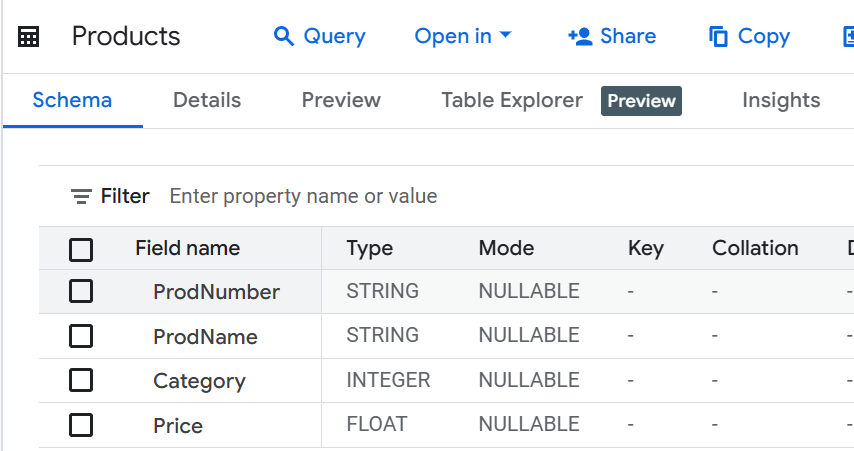 Products Query Open in Share Copy
Schema Details Preview Table Explorer Preview Insights
Filter Enter property name or value
Field name Type Mode Key Collation
ProdNumber STRING NULLABLE - - -
ProdName STRING NULLABLE - - -
Category INTEGER NULLABLE - - -
Price FLOAT NULLABLE - - -